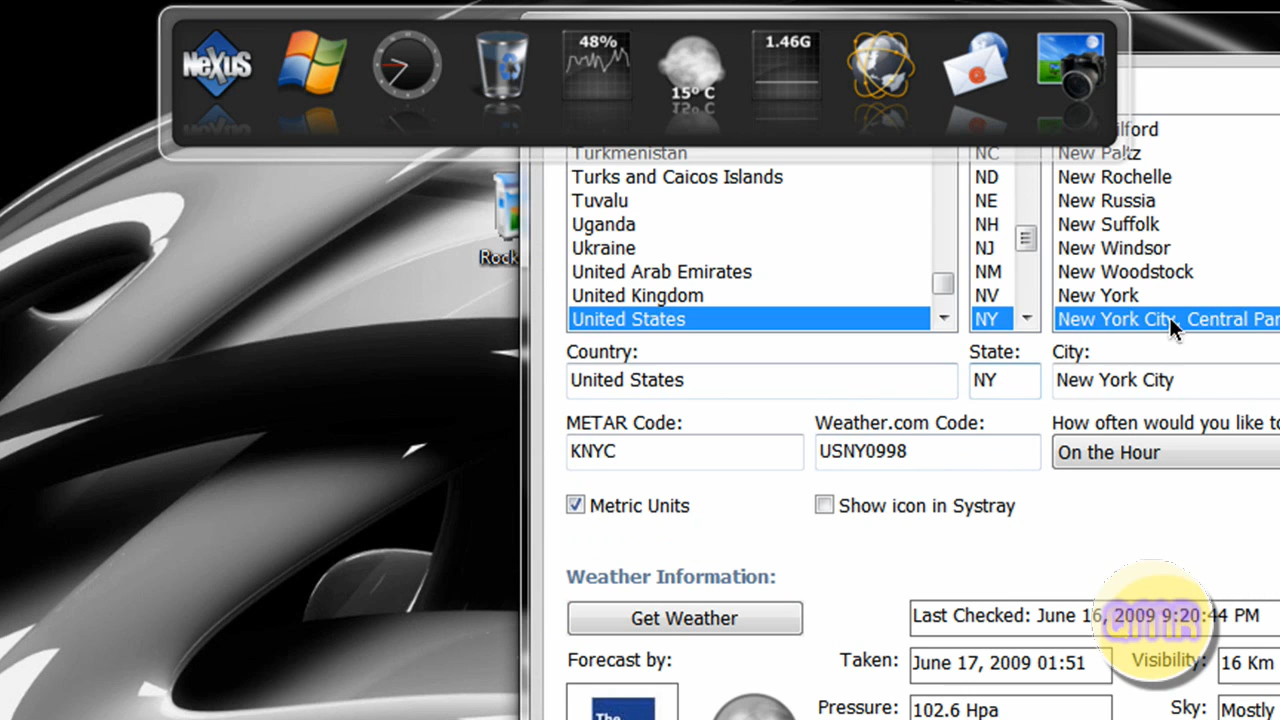 NeXuS
48%
15° C
1.46G
Rock
Turkmenistan
Turks and Caicos Islands
Tuvalu
Uganda
Ukraine
United Arab Emirates
United Kingdom
United States
NC
ND
NE
NH
NJ
NM
NV
NY
ilford
New Paltz
New Rochelle
New Russia
New Suffolk
New Windsor
New Woodstock
New York
New York City, Central Par
Country: State: City:
United States NY New York City
METAR Code: Weather.com Code: How often would you like to
KNYC USNY0998 On the Hour
Metric Units Show icon in Systray
Weather Information:
Get Weather Last Checked: June 16, 2009 9:20:44 PM
Forecast by: Taken: June 17, 2009 01:51 Visibility: 16 Km
The Pressure: 102.6 Hpa Sky: Mostly